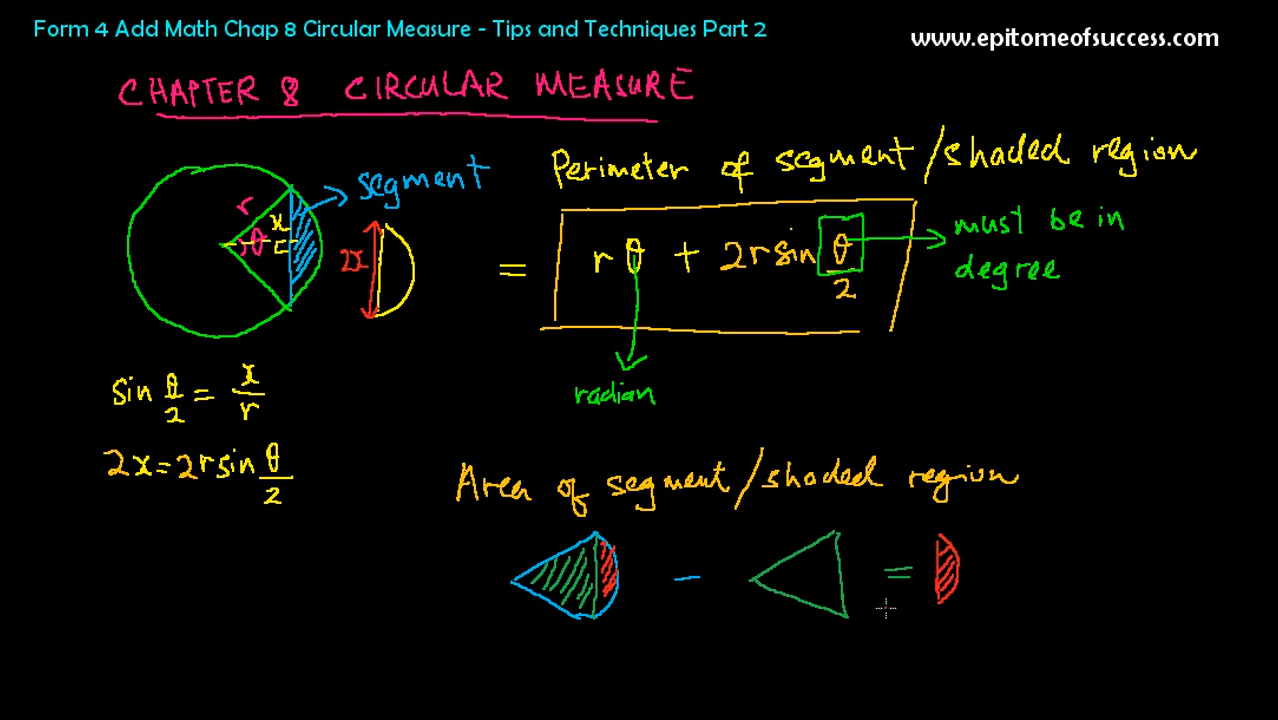 Form 4 Add Math Chap 8 Circular Measure - Tips and Techniques Part 2
www.epitomeofsuccess.com
CHAPTER 8 CIRCULAR MEASURE
Perimeter of segment/shaded region
segment
r
x
θ
2x
= rθ + 2r sin θ/2
must be in
degree
radian
sin θ/2 = x/r
2x = 2r sin θ/2
Area of segment/shaded region
- =